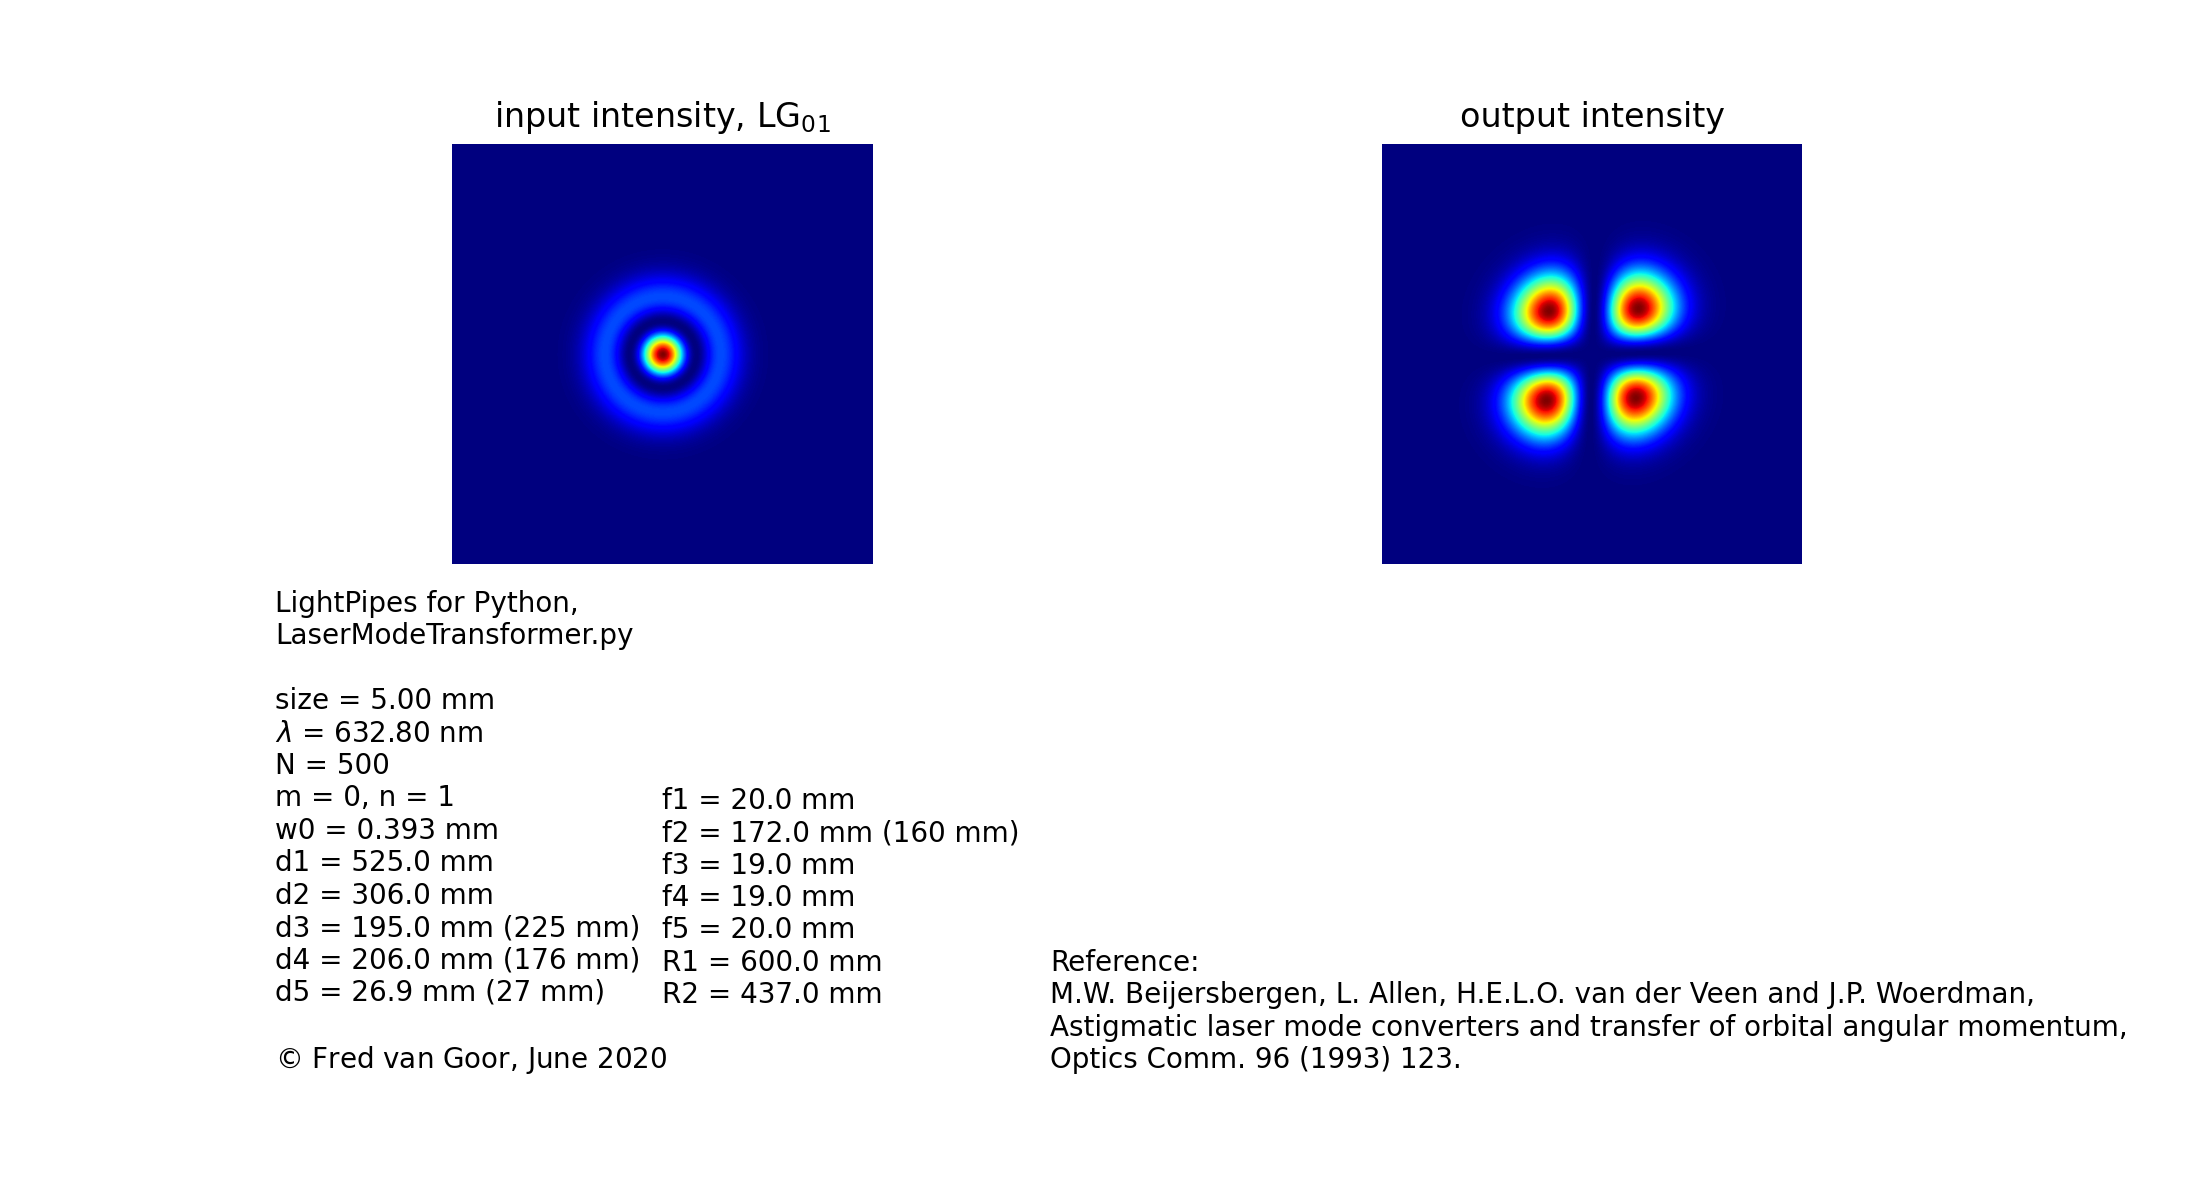 input intensity, LG₀₁
output intensity
LightPipes for Python,
LaserModeTransformer.py
size = 5.00 mm
λ = 632.80 nm
N = 500
m = 0, n = 1
w0 = 0.393 mm
d1 = 525.0 mm
d2 = 306.0 mm
d3 = 195.0 mm (225 mm)
d4 = 206.0 mm (176 mm)
d5 = 26.9 mm (27 mm)
© Fred van Goor, June 2020
f1 = 20.0 mm
f2 = 172.0 mm (160 mm)
f3 = 19.0 mm
f4 = 19.0 mm
f5 = 20.0 mm
R1 = 600.0 mm
R2 = 437.0 mm
Reference:
M.W. Beijersbergen, L. Allen, H.E.L.O. van der Veen and J.P. Woerdman,
Astigmatic laser mode converters and transfer of orbital angular momentum,
Optics Comm. 96 (1993) 123.